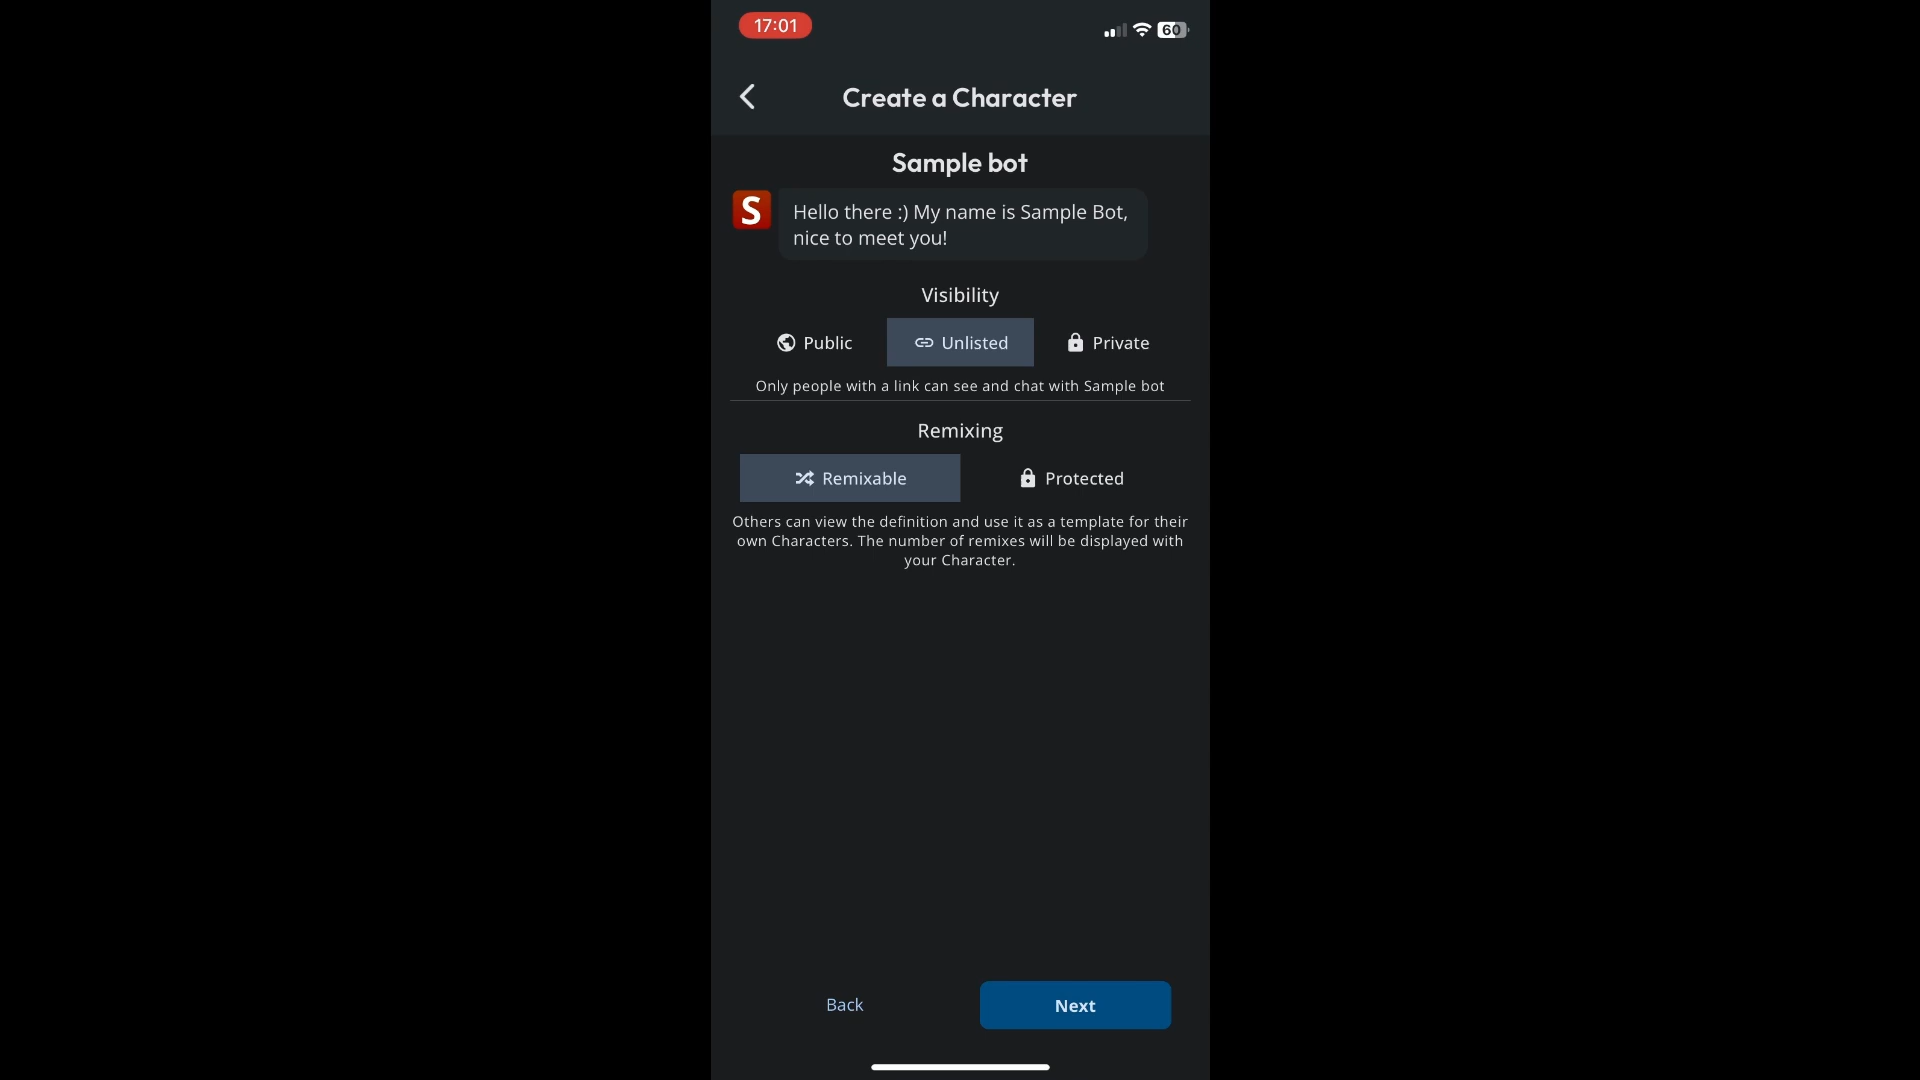 17:01
60
Create a Character
Sample bot
S
Hello there :) My name is Sample Bot,
nice to meet you!
Visibility
Public
Unlisted
Private
Only people with a link can see and chat with Sample bot
Remixing
Remixable
Protected
Others can view the definition and use it as a template for their
own Characters. The number of remixes will be displayed with
your Character.
Back
Next